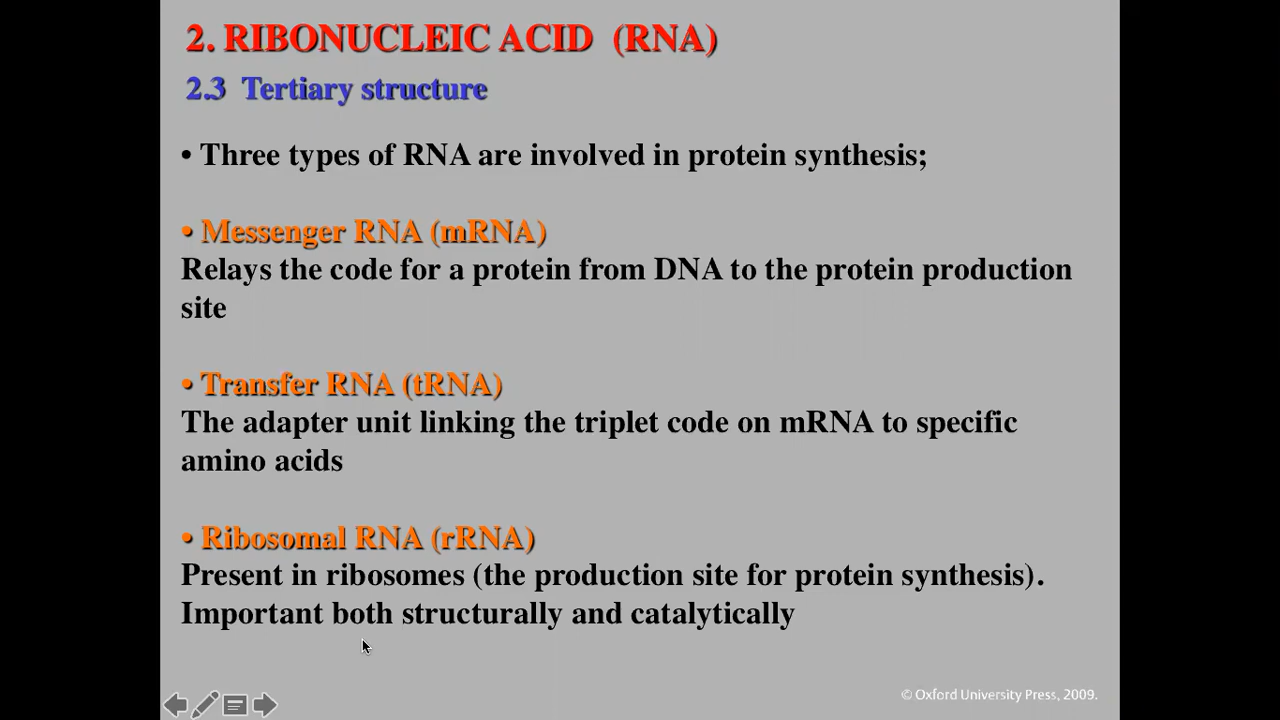 2. RIBONUCLEIC ACID (RNA)
2.3 Tertiary structure
• Three types of RNA are involved in protein synthesis;
• Messenger RNA (mRNA)
Relays the code for a protein from DNA to the protein production
site
• Transfer RNA (tRNA)
The adapter unit linking the triplet code on mRNA to specific
amino acids
• Ribosomal RNA (rRNA)
Present in ribosomes (the production site for protein synthesis).
Important both structurally and catalytically
© Oxford University Press, 2009.